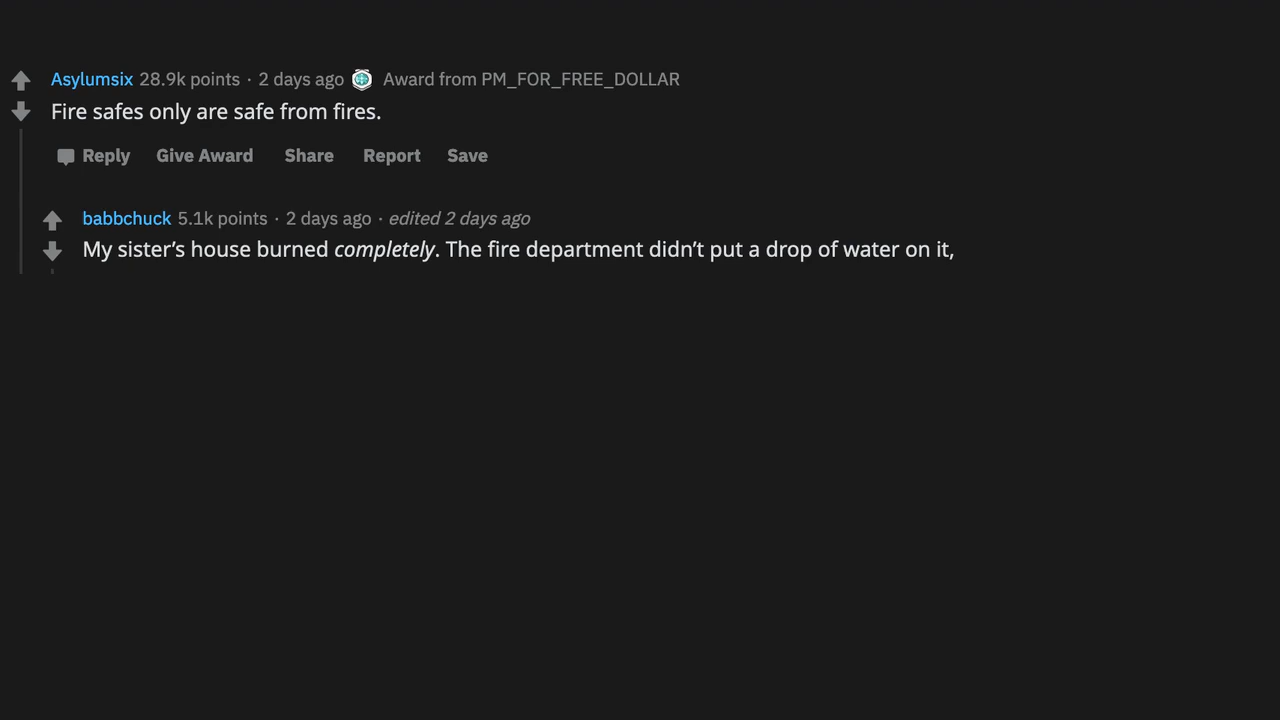 Asylumsix 28.9k points · 2 days ago Award from PM_FOR_FREE_DOLLAR
Fire safes only are safe from fires.
Reply Give Award Share Report Save
babbchuck 5.1k points · 2 days ago · edited 2 days ago
My sister’s house burned completely. The fire department didn’t put a drop of water on it,